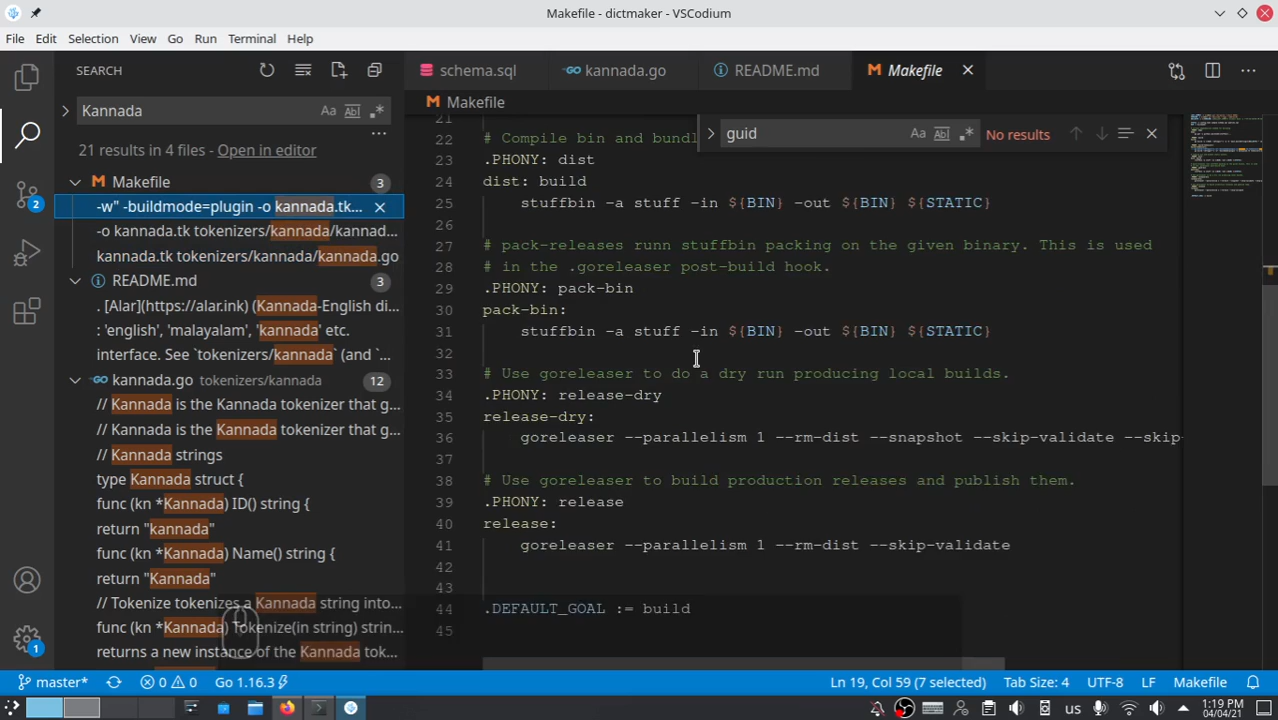 Makefile - dictmaker - VSCodium
File Edit Selection View Go Run Terminal Help
SEARCH
schema.sql kannada.go README.md Makefile
Kannada Aa Ab
Makefile
guid Aa Ab No results
21 results in 4 files - Open in editor
Makefile 3
-w" -buildmode=plugin -o kannada.tk...
-o kannada.tk tokenizers/kannada/kannad...
kannada.tk tokenizers/kannada/kannada.go
README.md 3
. [Alar](https://alar.ink) (Kannada-English di...
: 'english', 'malayalam', 'kannada' etc.
interface. See `tokenizers/kannada` (and `...
kannada.go tokenizers/kannada 12
// Kannada is the Kannada tokenizer that g...
// Kannada is the Kannada tokenizer that g...
// Kannada strings
type Kannada struct {
func (kn *Kannada) ID() string {
return "kannada"
func (kn *Kannada) Name() string {
return "Kannada"
// Tokenize tokenizes a Kannada string into...
func (kn *Kannada) Tokenize(in string) strin...
returns a new instance of the Kannada tok...
21
22 # Compile bin and bundl
23 .PHONY: dist
24 dist: build
25 stuffbin -a stuff -in ${BIN} -out ${BIN} ${STATIC}
26
27 # pack-releases runn stuffbin packing on the given binary. This is used
28 # in the .goreleaser post-build hook.
29 .PHONY: pack-bin
30 pack-bin:
31 stuffbin -a stuff -in ${BIN} -out ${BIN} ${STATIC}
32
33 # Use goreleaser to do a dry run producing local builds.
34 .PHONY: release-dry
35 release-dry:
36 goreleaser --parallelism 1 --rm-dist --snapshot --skip-validate --skip-
37
38 # Use goreleaser to build production releases and publish them.
39 .PHONY: release
40 release:
41 goreleaser --parallelism 1 --rm-dist --skip-validate
42
43
44 .DEFAULT_GOAL := build
45
2
1
master* 0 0 Go 1.16.3 Ln 19, Col 59 (7 selected) Tab Size: 4 UTF-8 LF Makefile
us 1:19 PM
04/04/21